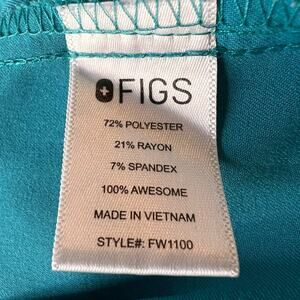 FIGS
72% POLYESTER
21% RAYON
7% SPANDEX
100% AWESOME
MADE IN VIETNAM
STYLE#: FW1100